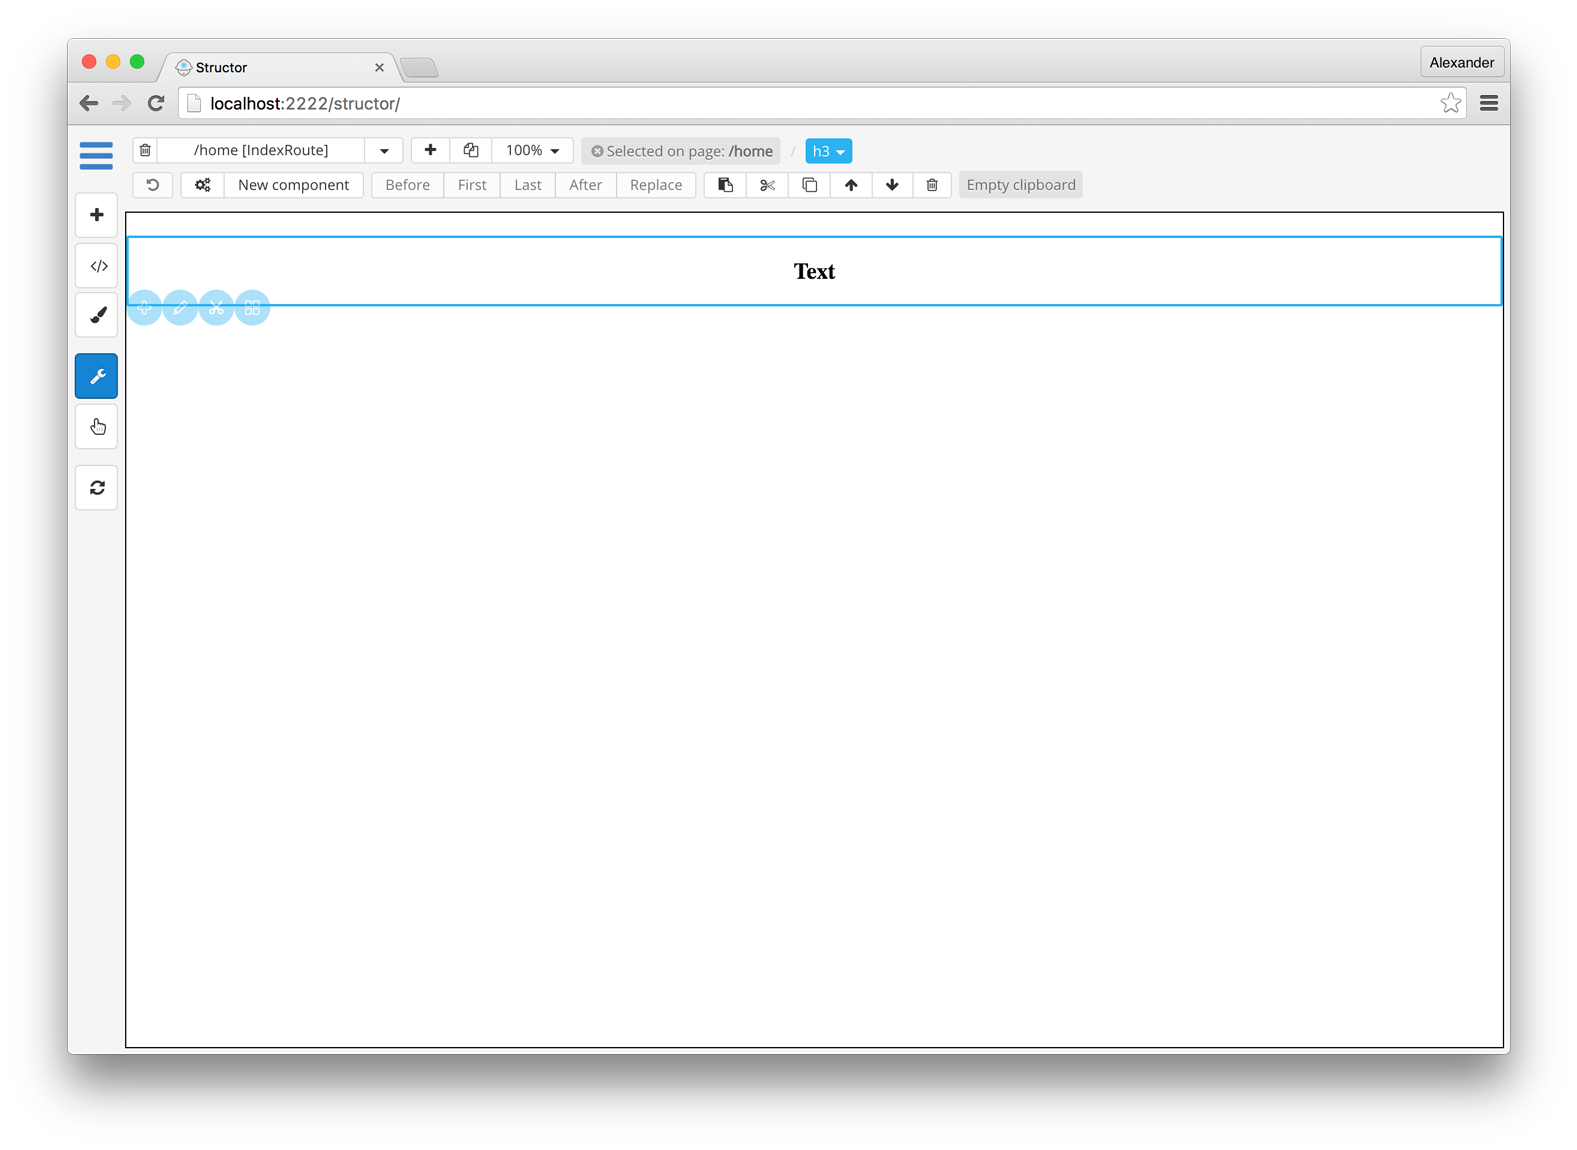 Structor
Alexander
localhost:2222/structor/
/home [IndexRoute] 100% Selected on page: /home / h3
New component Before First Last After Replace Empty clipboard
</>
Text